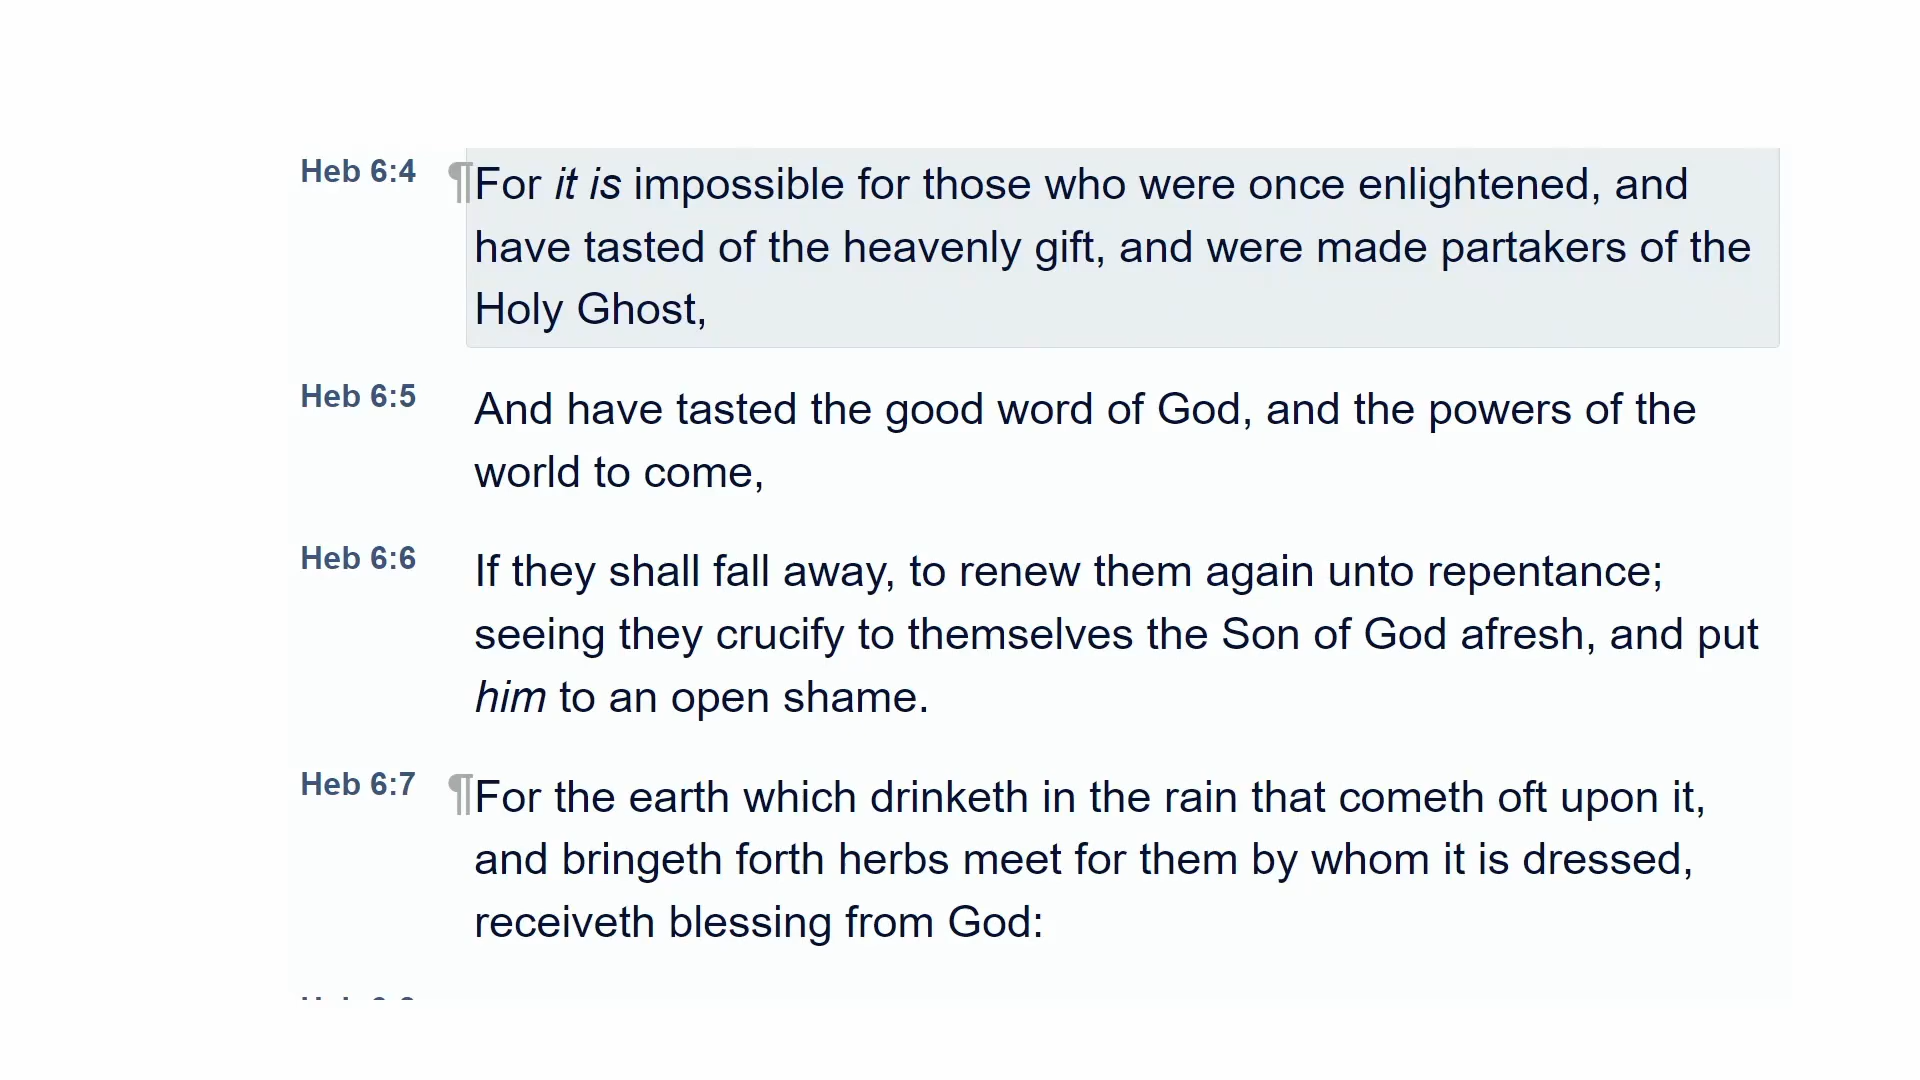 Heb 6:4 ¶For it is impossible for those who were once enlightened, and
have tasted of the heavenly gift, and were made partakers of the
Holy Ghost,
Heb 6:5 And have tasted the good word of God, and the powers of the
world to come,
Heb 6:6 If they shall fall away, to renew them again unto repentance;
seeing they crucify to themselves the Son of God afresh, and put
him to an open shame.
Heb 6:7 ¶For the earth which drinketh in the rain that cometh oft upon it,
and bringeth forth herbs meet for them by whom it is dressed,
receiveth blessing from God: